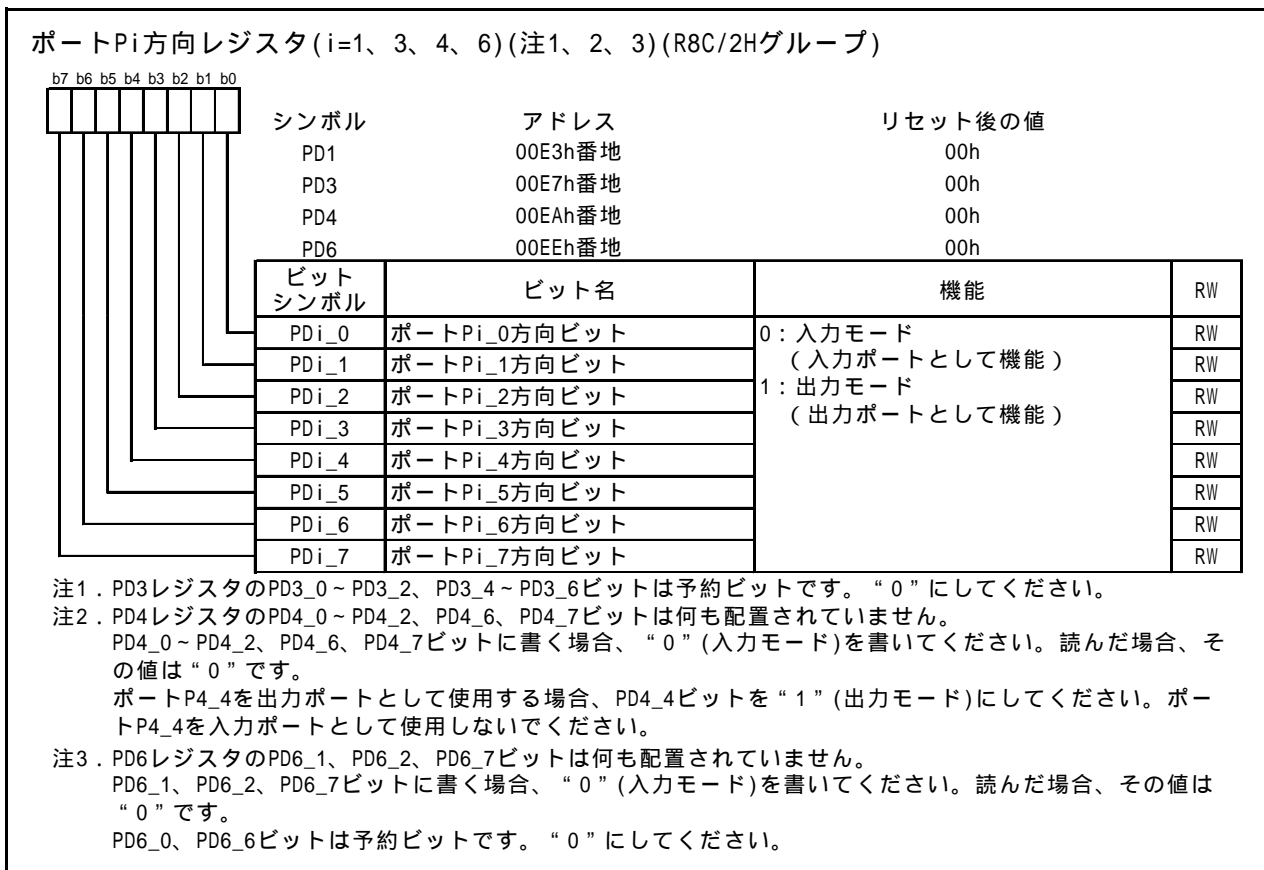 ポートPi方向レジスタ(i=1、3、4、6)(注1、2、3)(R8C/2Hグループ)
b7 b6 b5 b4 b3 b2 b1 b0
シンボル アドレス リセット後の値
PD1 00E3h番地 00h
PD3 00E7h番地 00h
PD4 00EAh番地 00h
PD6 00EEh番地 00h
ビット
シンボル ビット名 機能 RW
PDi_0 ポートPi_0方向ビット 0：入力モード RW
PDi_1 ポートPi_1方向ビット （入力ポートとして機能） RW
PDi_2 ポートPi_2方向ビット 1：出力モード RW
PDi_3 ポートPi_3方向ビット （出力ポートとして機能） RW
PDi_4 ポートPi_4方向ビット RW
PDi_5 ポートPi_5方向ビット RW
PDi_6 ポートPi_6方向ビット RW
PDi_7 ポートPi_7方向ビット RW
注1．PD3レジスタのPD3_0～PD3_2、PD3_4～PD3_6ビットは予約ビットです。“0”にしてください。
注2．PD4レジスタのPD4_0～PD4_2、PD4_6、PD4_7ビットは何も配置されていません。
PD4_0～PD4_2、PD4_6、PD4_7ビットに書く場合、“0”(入力モード)を書いてください。読んだ場合、そ
の値は“0”です。
ポートP4_4を出力ポートとして使用する場合、PD4_4ビットを“1”(出力モード)にしてください。ポー
トP4_4を入力ポートとして使用しないでください。
注3．PD6レジスタのPD6_1、PD6_2、PD6_7ビットは何も配置されていません。
PD6_1、PD6_2、PD6_7ビットに書く場合、“0”(入力モード)を書いてください。読んだ場合、その値は
“0”です。
PD6_0、PD6_6ビットは予約ビットです。“0”にしてください。